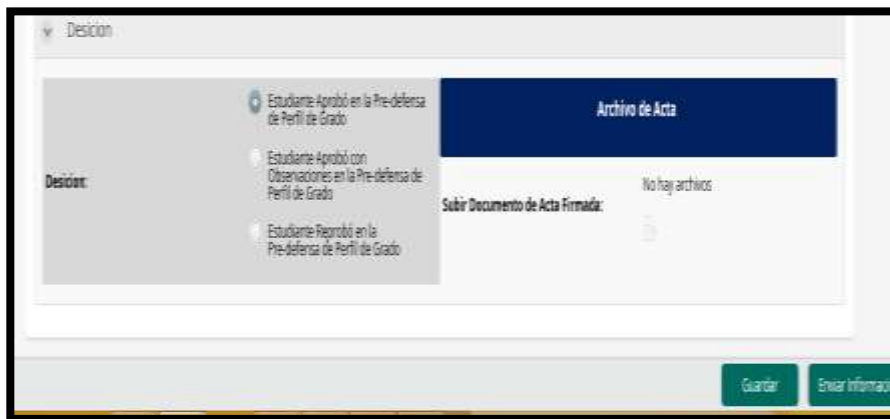 Desicion
Estudiante Aprobó en la Pre-defensa
de Perfil de Grado
Archivo de Acta
Estudiante Aprobó con
Observaciones en la Pre-defensa de
Perfil de Grado
Desicion:
No hay archivos
Subir Documento de Acta Firmada:
Estudiante Reprobó en la
Pre-defensa de Perfil de Grado
Guardar
Enviar Informaci